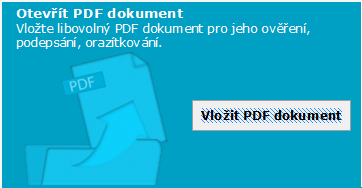 Otevřít PDF dokument
Vložte libovolný PDF dokument pro jeho ověření,
podepsání, orazítkování.
PDF
Vložit PDF dokument